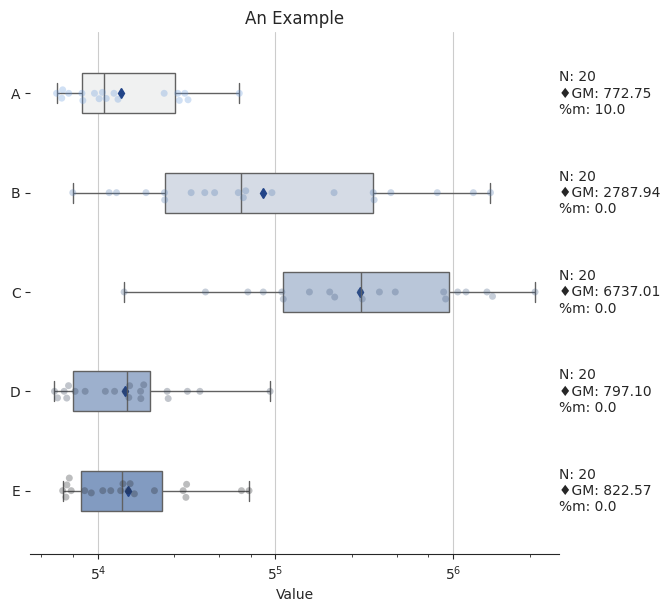 An Example
A
N: 20
♦GM: 772.75
%m: 10.0
B
N: 20
♦GM: 2787.94
%m: 0.0
C
N: 20
♦GM: 6737.01
%m: 0.0
D
N: 20
♦GM: 797.10
%m: 0.0
E
N: 20
♦GM: 822.57
%m: 0.0
5⁴ 5⁵ 5⁶
Value